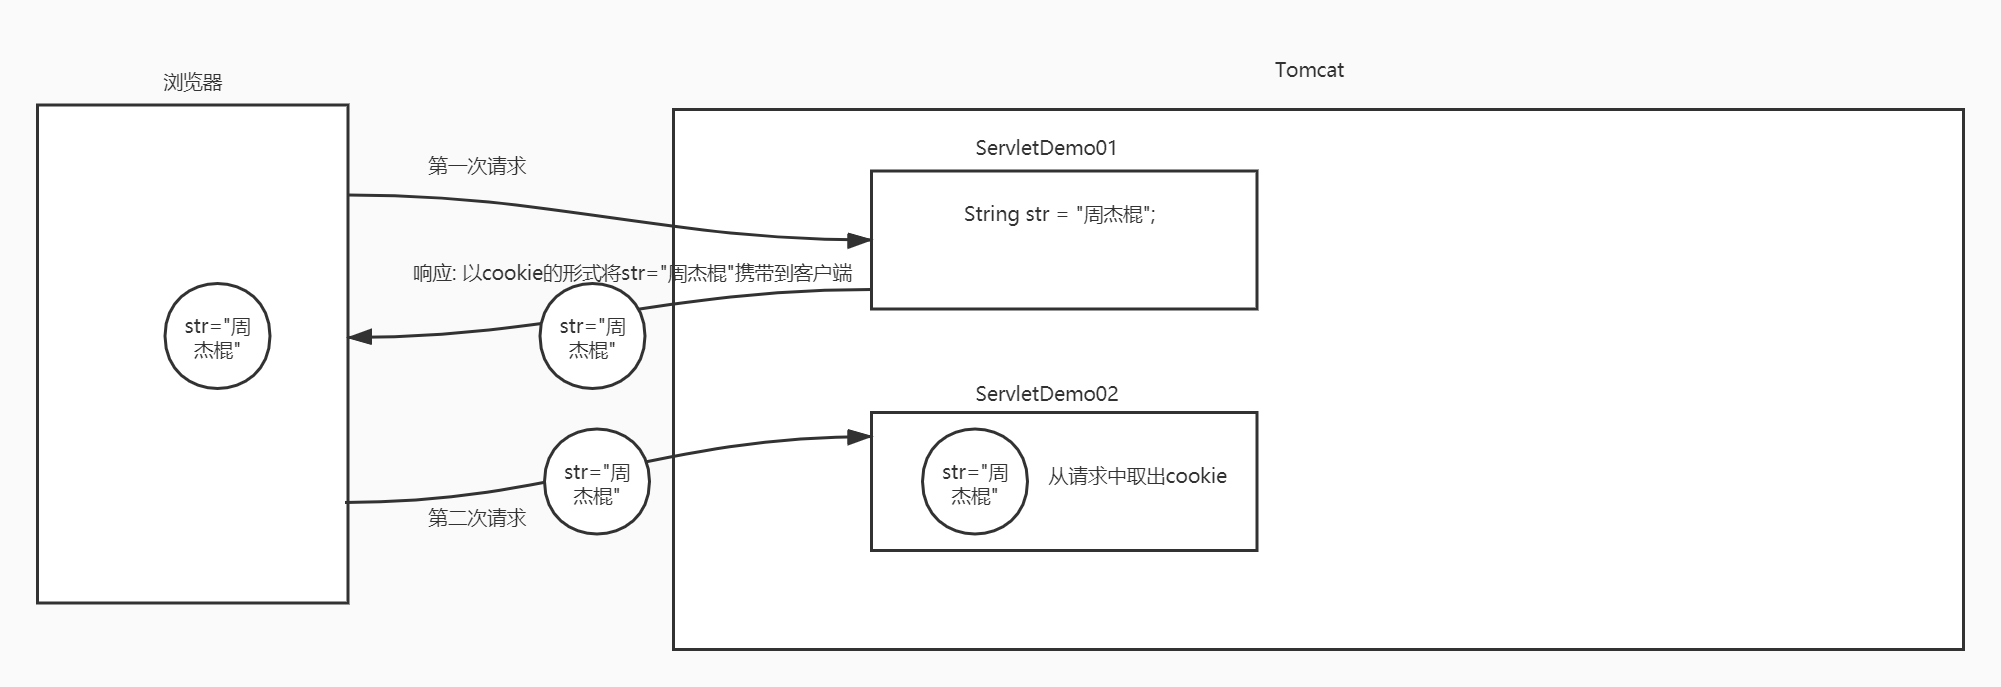 浏览器
Tomcat
ServletDemo01
第一次请求
String str = "周杰棍";
响应: 以cookie的形式将str="周杰棍"携带到客户端
str="周
杰棍"
str="周
杰棍"
ServletDemo02
str="周
杰棍"
str="周
杰棍"
从请求中取出cookie
第二次请求